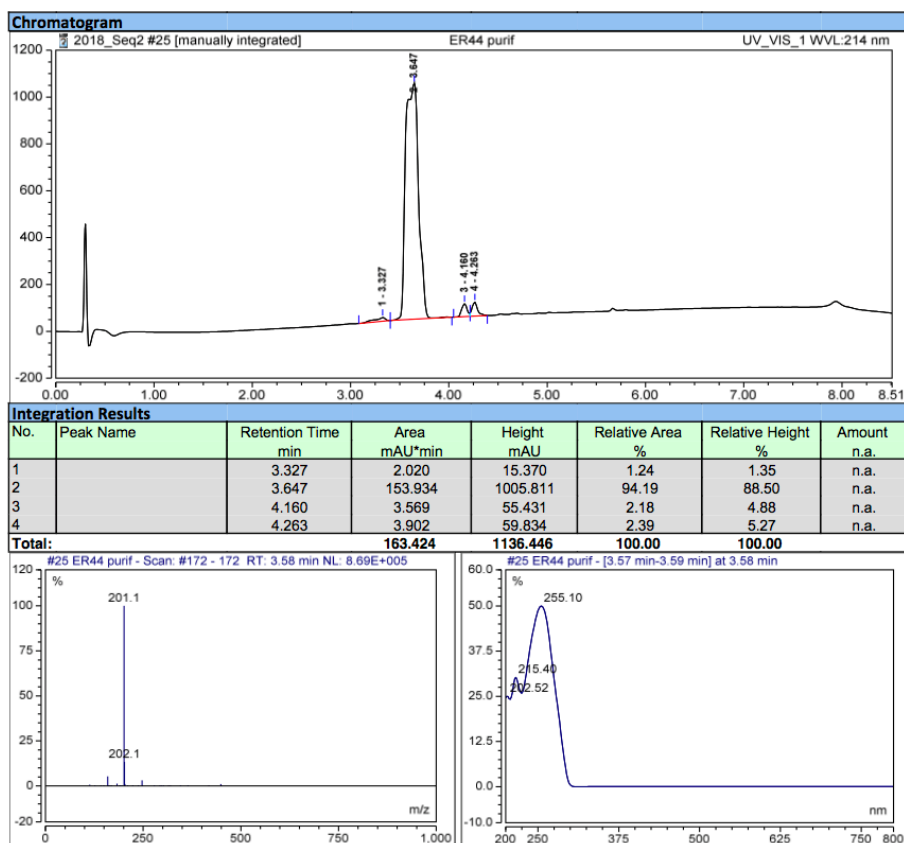 Chromatogram
2018_Seq2 #25 [manually integrated] ER44 purif UV_VIS_1 WVL:214 nm
1200
1000
800
600
400
200
0
-200
1 - 3.327
2 - 3.647
3 - 4.160
4 - 4.263
0.00 1.00 2.00 3.00 4.00 5.00 6.00 7.00 8.00 8.51
Integration Results
No. Peak Name Retention Time Area Height Relative Area Relative Height Amount
min mAU*min mAU % % n.a.
1 3.327 2.020 15.370 1.24 1.35 n.a.
2 3.647 153.934 1005.811 94.19 88.50 n.a.
3 4.160 3.569 55.431 2.18 4.88 n.a.
4 4.263 3.902 59.834 2.39 5.27 n.a.
Total: 163.424 1136.446 100.00 100.00
#25 ER44 purif - Scan: #172 - 172 RT: 3.58 min NL: 8.69E+005
120
100
75
50
25
0
-20
%
201.1
202.1
m/z
0 250 500 750 1.000
#25 ER44 purif - [3.57 min-3.59 min] at 3.58 min
60.0
50.0
37.5
25.0
12.5
0.0
-10.0
%
255.10
215.40
202.52
nm
200 250 375 500 625 800